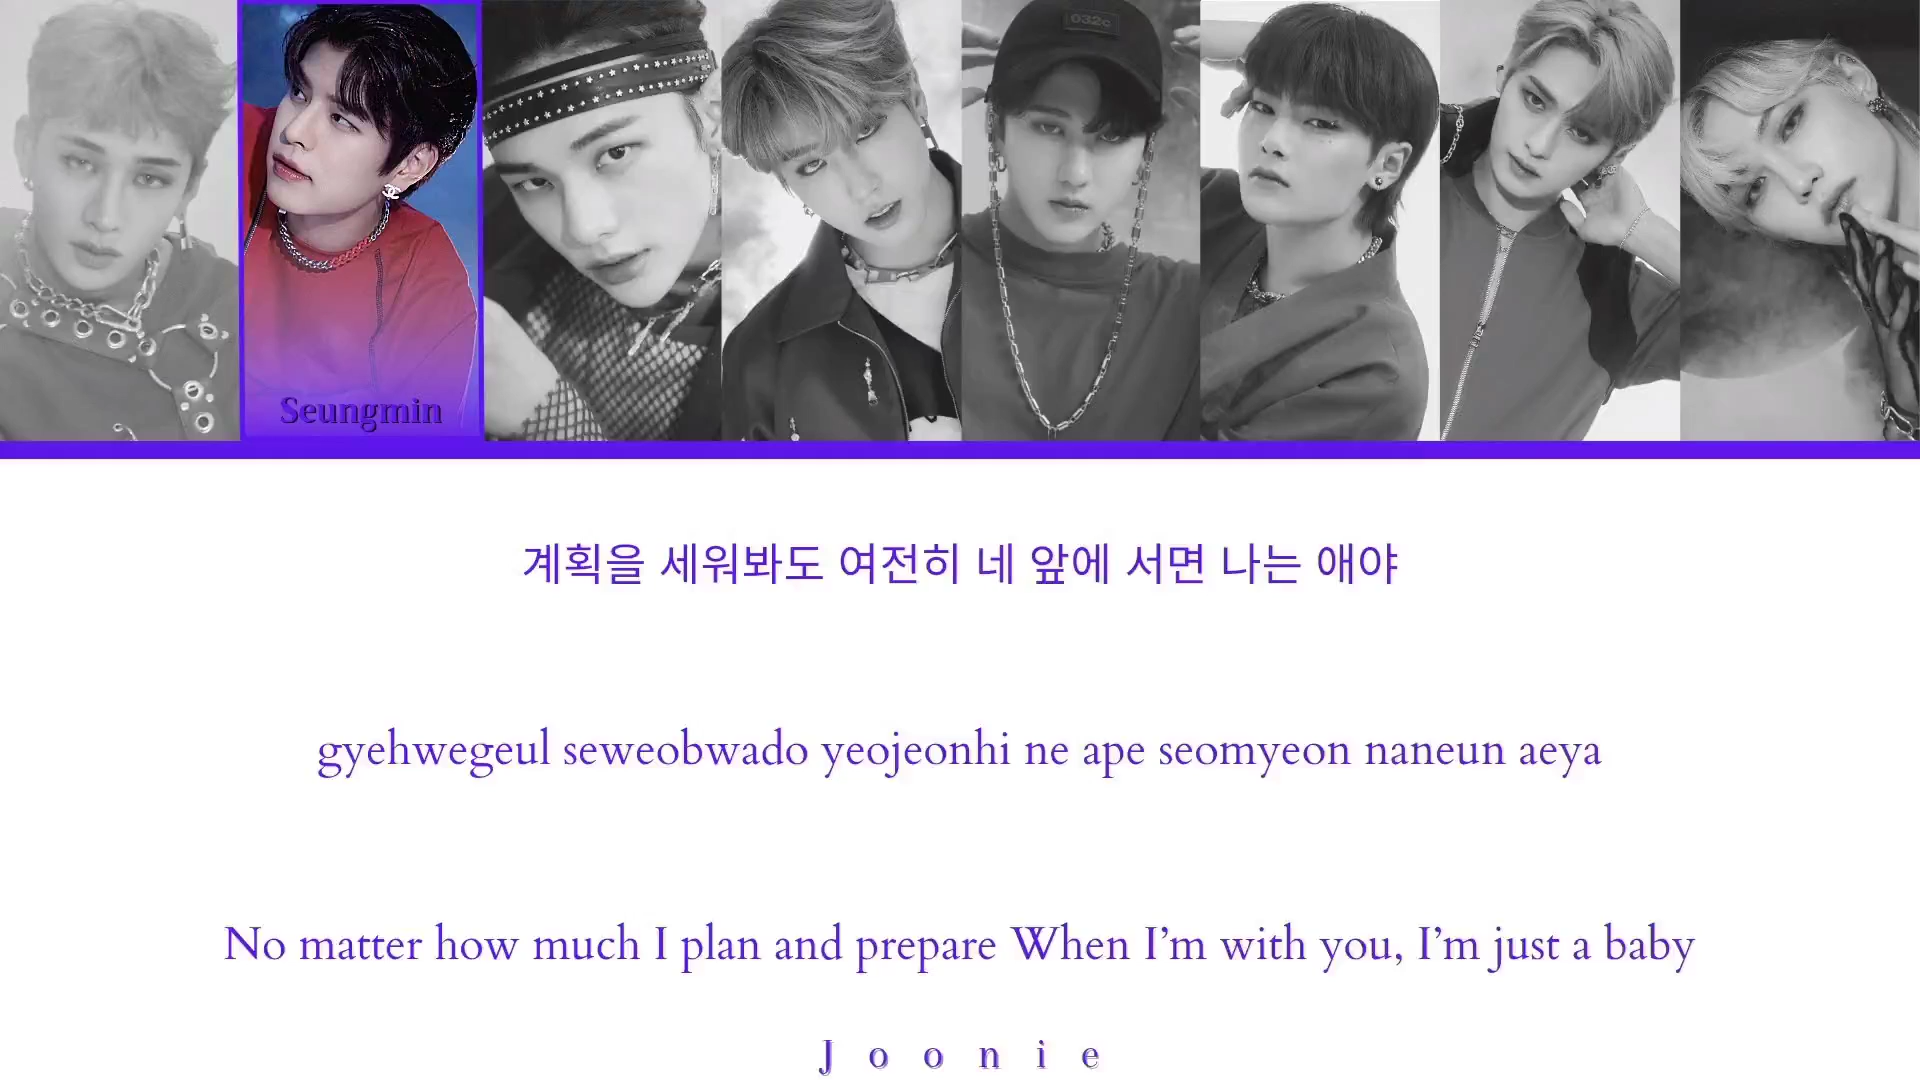 032c
Seungmin
계획을 세워봐도 여전히 네 앞에 서면 나는 애야
gyehwegeul seweobwado yeojeonhi ne ape seomyeon naneun aeya
No matter how much I plan and prepare When I’m with you, I’m just a baby
Joonie